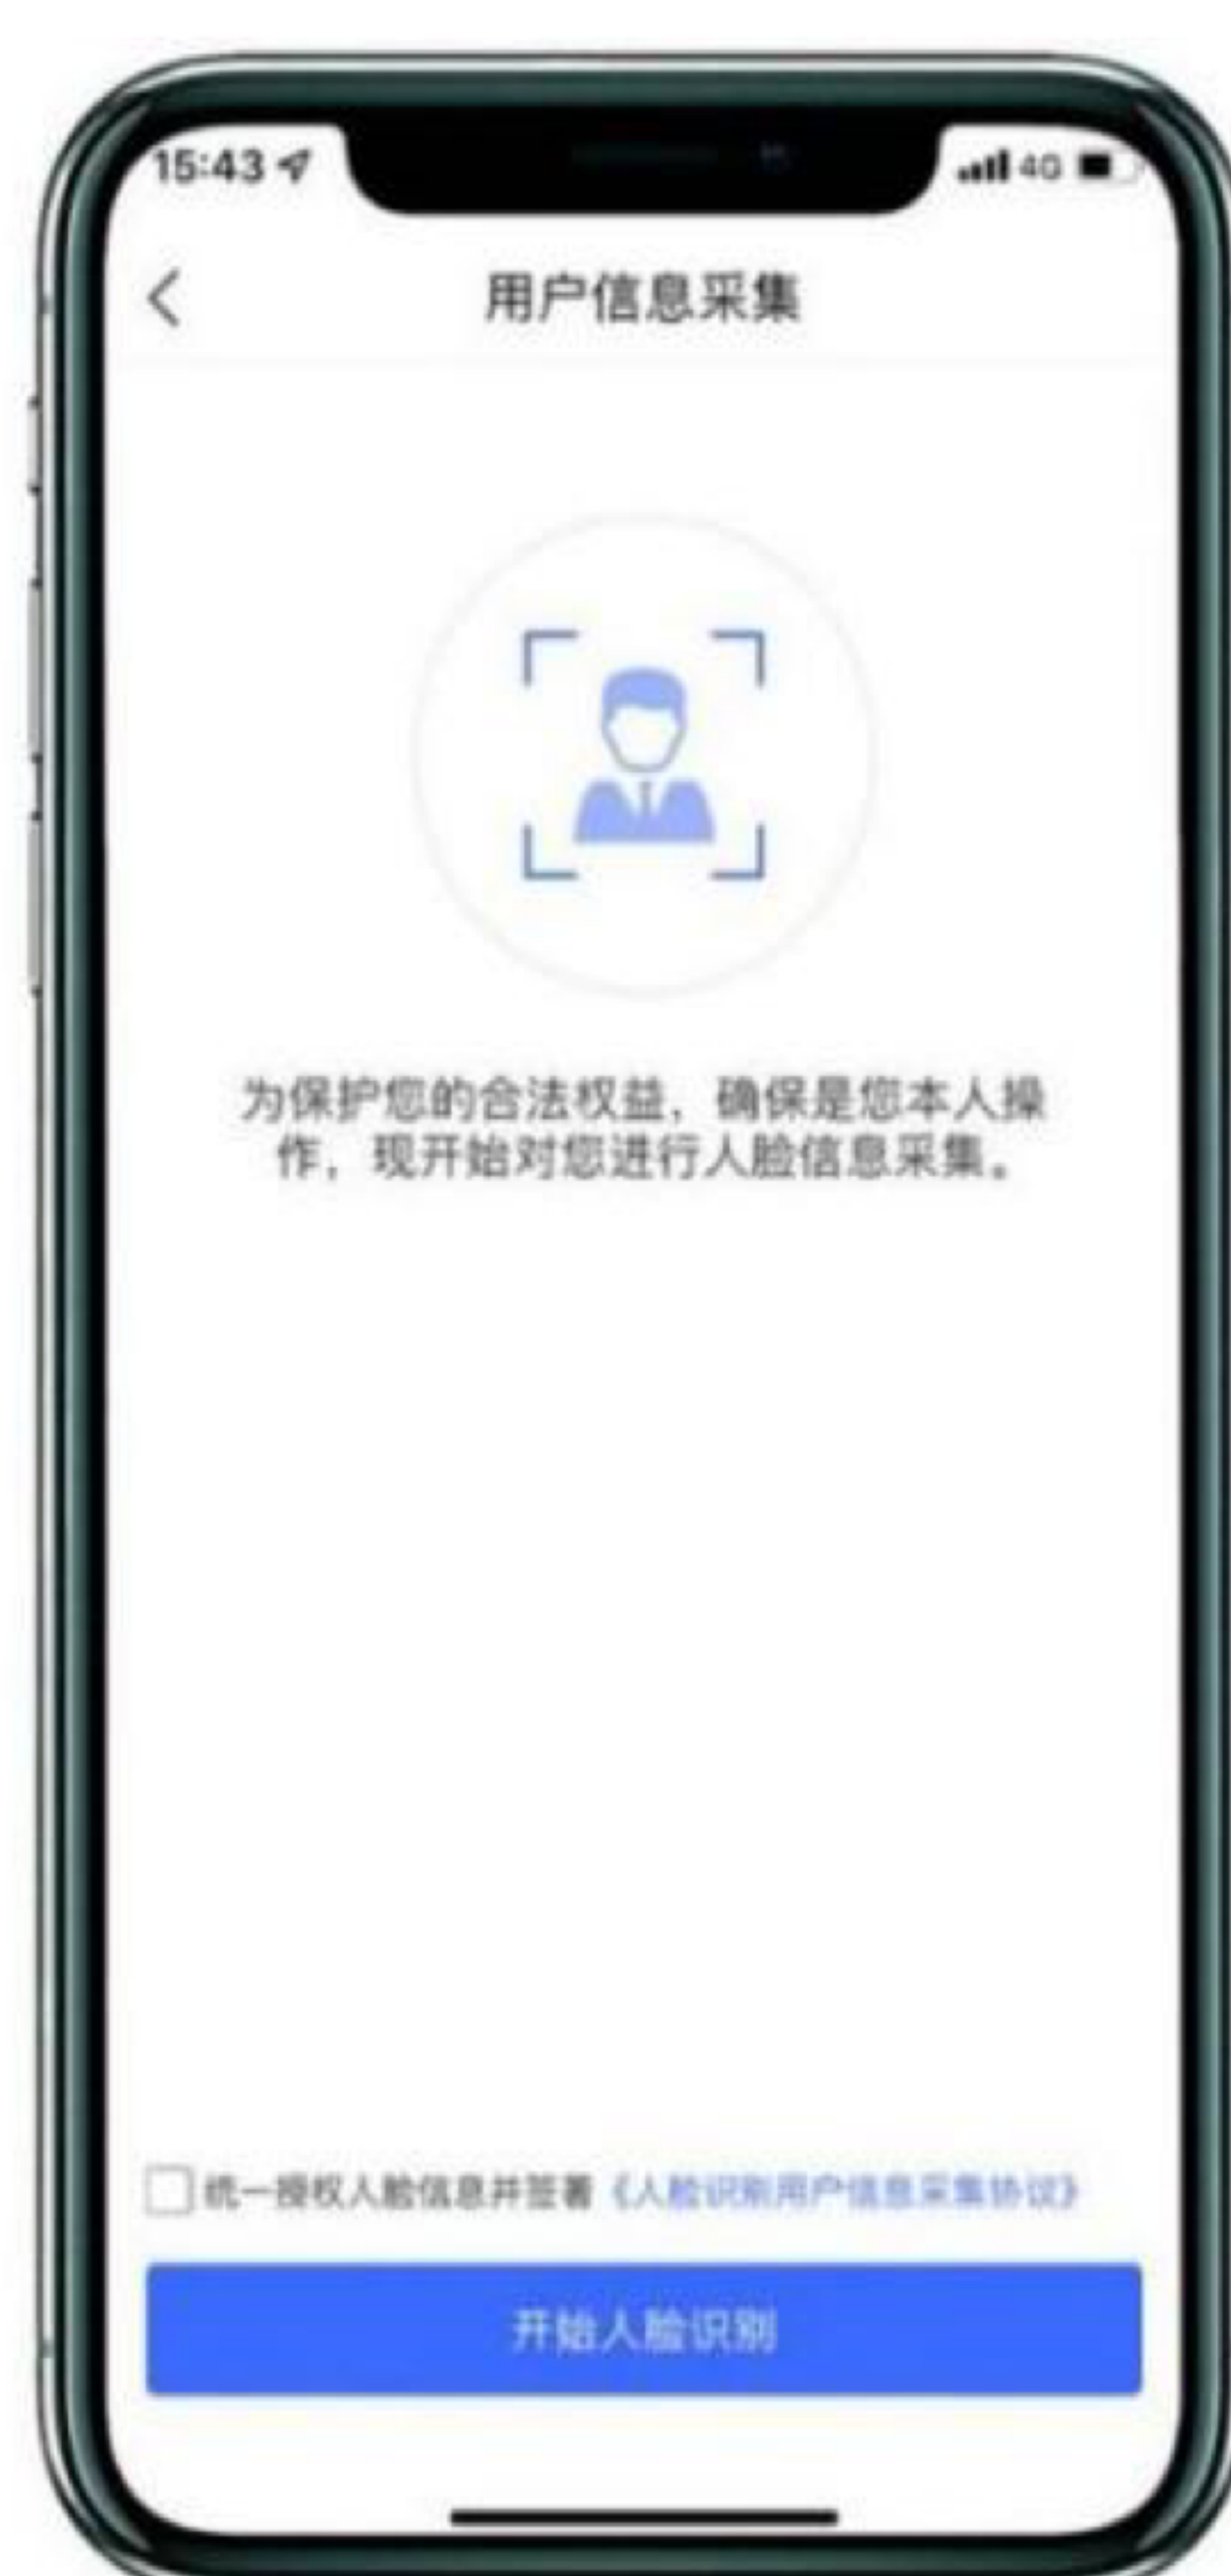 15:43
4G
用户信息采集
为保护您的合法权益，确保是您本人操
作，现开始对您进行人脸信息采集。
统一授权人脸信息并签署《人脸识别用户信息采集协议》
开始人脸识别